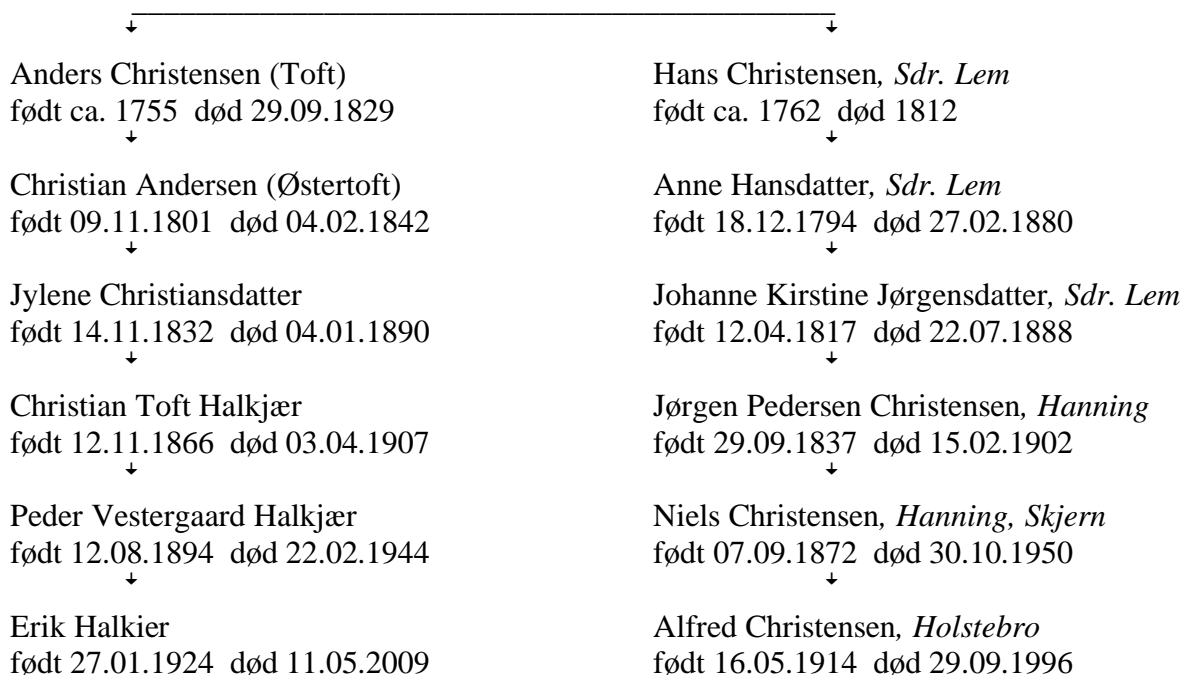 Anders Christensen (Toft)
født ca. 1755 død 29.09.1829
Christian Andersen (Østertoft)
født 09.11.1801 død 04.02.1842
Jylene Christiansdatter
født 14.11.1832 død 04.01.1890
Christian Toft Halkjær
født 12.11.1866 død 03.04.1907
Peder Vestergaard Halkjær
født 12.08.1894 død 22.02.1944
Erik Halkier
født 27.01.1924 død 11.05.2009
Hans Christensen, Sdr. Lem
født ca. 1762 død 1812
Anne Hansdatter, Sdr. Lem
født 18.12.1794 død 27.02.1880
Johanne Kirstine Jørgensdatter, Sdr. Lem
født 12.04.1817 død 22.07.1888
Jørgen Pedersen Christensen, Hanning
født 29.09.1837 død 15.02.1902
Niels Christensen, Hanning, Skjern
født 07.09.1872 død 30.10.1950
Alfred Christensen, Holstebro
født 16.05.1914 død 29.09.1996